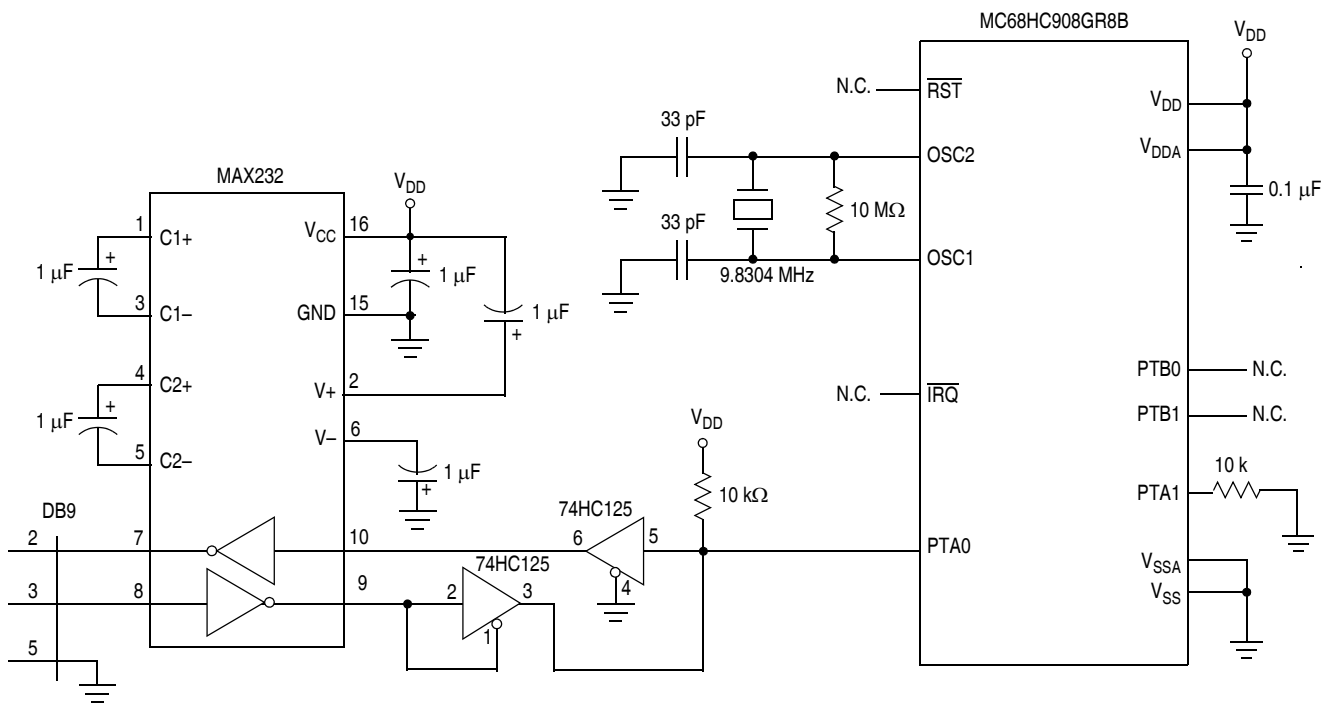 MC68HC908GR8B
VDD
N.C.
RST
VDD
33 pF
OSC2
VDDA
MAX232
VDD
10 MΩ
0.1 µF
1
C1+
VCC
16
33 pF
1 µF
+
+
1 µF
OSC1
9.8304 MHz
3
C1–
GND
15
1 µF
+
4
C2+
V+
2
N.C.
IRQ
PTB0
N.C.
1 µF
+
VDD
PTB1
N.C.
5
C2–
V–
6
1 µF
+
10 kΩ
10 k
PTA1
DB9
74HC125
2
7
10
6
5
4
PTA0
74HC125
VSSA
3
8
9
2
3
1
VSS
5